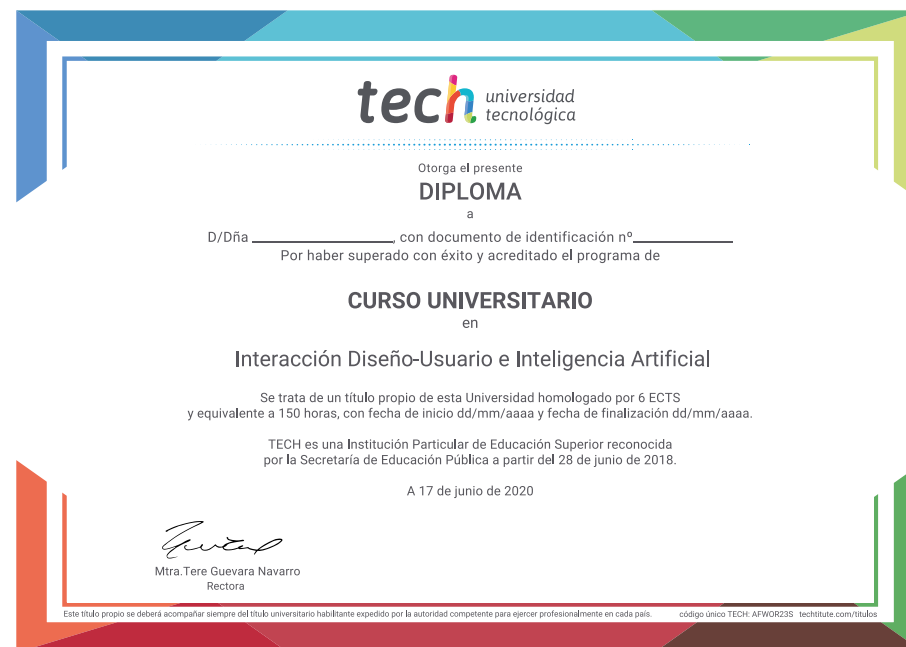 tech universidad
tecnológica
Otorga el presente
DIPLOMA
a
D/Dña ____________________, con documento de identificación nº______________
Por haber superado con éxito y acreditado el programa de
CURSO UNIVERSITARIO
en
Interacción Diseño-Usuario e Inteligencia Artificial
Se trata de un título propio de esta Universidad homologado por 6 ECTS
y equivalente a 150 horas, con fecha de inicio dd/mm/aaaa y fecha de finalización dd/mm/aaaa.
TECH es una Institución Particular de Educación Superior reconocida
por la Secretaría de Educación Pública a partir del 28 de junio de 2018.
A 17 de junio de 2020
Mtra.Tere Guevara Navarro
Rectora
Este título propio se deberá acompañar siempre del título universitario habilitante expedido por la autoridad competente para ejercer profesionalmente en cada país. código único TECH: AFWOR23S techtitute.com/títulos